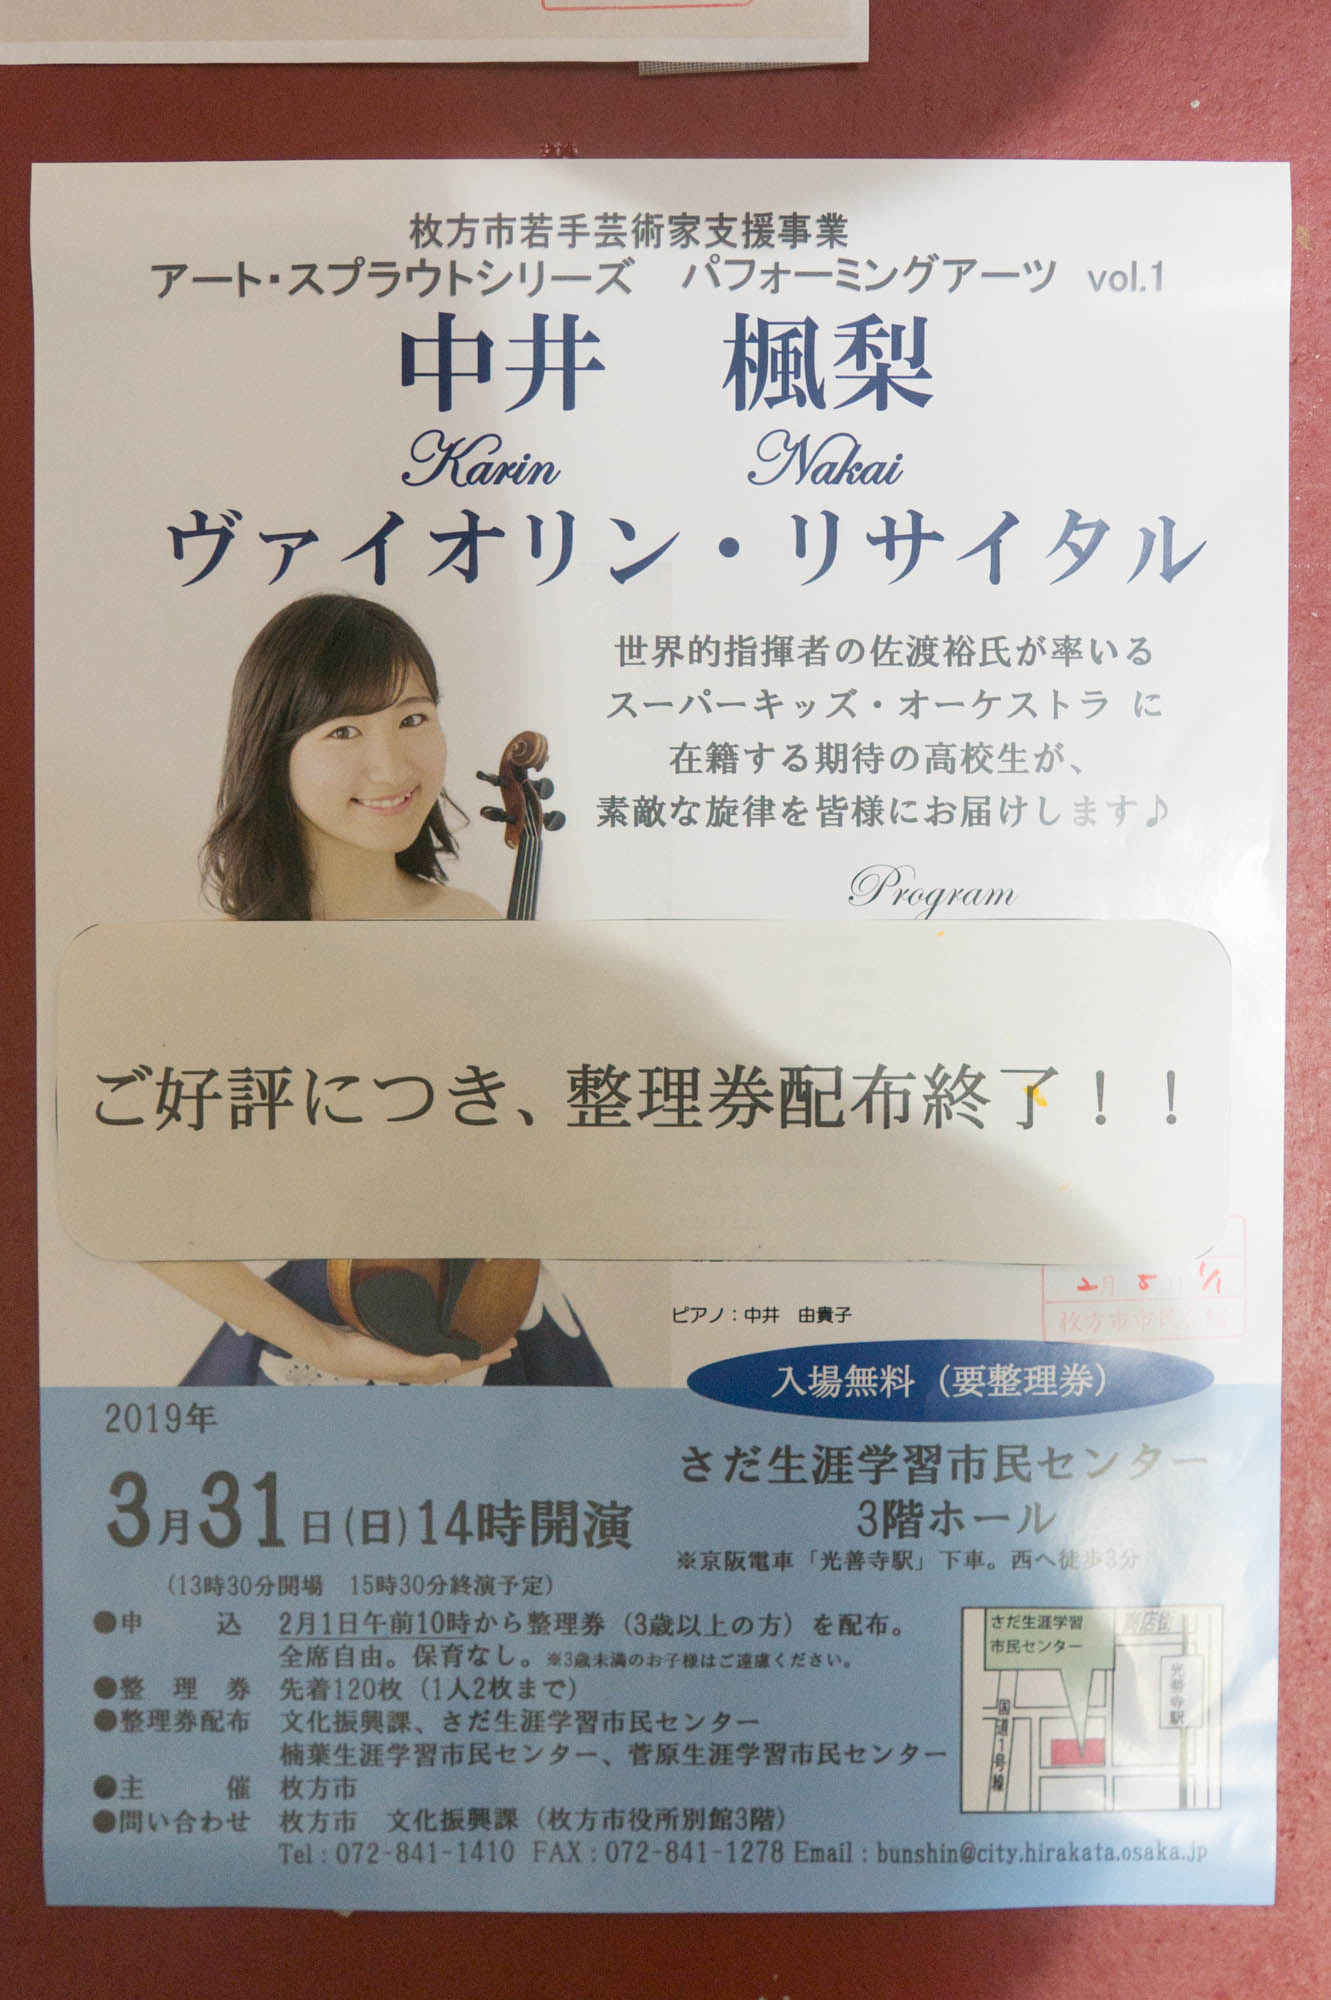 枚方市若手芸術家支援事業
アート・スプラウトシリーズ　パフォーミングアーツ　vol.1
中井　楓梨
Karin Nakai
ヴァイオリン・リサイタル
世界的指揮者の佐渡裕氏が率いる
スーパーキッズ・オーケストラ に
在籍する期待の高校生が、
素敵な旋律を皆様にお届けします♪
Program
ご好評につき、整理券配布終了！！
2月 1/1
枚方市市民
ピアノ：中井　由貴子
入場無料（要整理券）
2019年
3月31日(日)14時開演
(13時30分開場　15時30分終演予定)
さだ生涯学習市民センター
3階ホール
※京阪電車「光善寺駅」下車。西へ徒歩3分
●申　込　2月1日午前10時から整理券（3歳以上の方）を配布。
全席自由。保育なし。※3歳未満のお子様はご遠慮ください。
●整理券　先着120枚（1人2枚まで）
●整理券配布　文化振興課、さだ生涯学習市民センター
楠葉生涯学習市民センター、菅原生涯学習市民センター
●主　催　枚方市
●問い合わせ　枚方市　文化振興課（枚方市役所別館3階）
Tel：072-841-1410 FAX：072-841-1278 Email：bunshin@city.hirakata.osaka.jp
さだ生涯学習
市民センター
商店街
光善寺駅
国道1号線